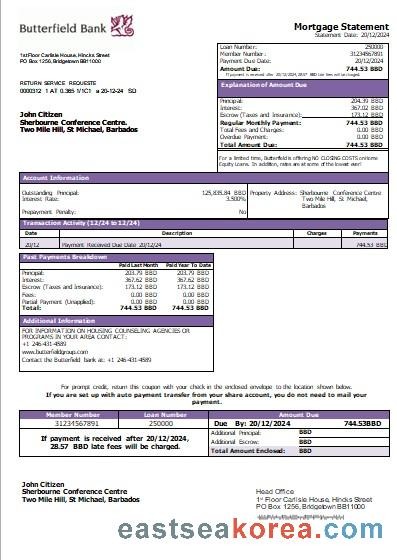 Butterfield Bank
Mortgage Statement
Statement Date: 20/12/2024
1st Floor Carlisle House, Hincks Street
PO Box 1256, Bridgetown BB11000
Loan Number: 250000
Member Number: 31234567891
Payment Due Date: 20/12/2024
Amount Due: 744.53 BBD
If payment is received after 20/12/2024, 28.57 BBD late fees will be charged.
RETURN SERVICE REQUESTE
0000312 1 AT 0.365 1/1C1 a 20-12-24 SQ
Explanation of Amount Due
Principal: 204.39 BBD
Interest: 367.02 BBD
Escrow (Taxes and Insurance): 173.12 BBD
Regular Monthly Payment: 744.53 BBD
Total Fees and Charges: 0.00 BBD
Overdue Payment: 0.00 BBD
Total Amount Due: 744.53 BBD
John Citizen
Sherbourne Conference Centre.
Two Mile Hill, St Michael, Barbados
For a limited time, Butterfield is offering NO CLOSING COSTS on Home
Equity Loans. In addition, rates are at some of the lowest ever!
Account Information
Outstanding Principal: 125,835.84 BBD
Interest Rate: 3.500%
Prepayment Penalty: No
Property Address: Sherbourne Conference Centre
Two Mile Hill, St Michael,
Barbados
Transaction Activity (12/24 to 12/24)
Date Description Charges Payments
20/12 Payment Received Due Date 20/12/24 744.53 BBD
Past Payments Breakdown
Paid Last Month Paid Year To Date
Principal: 203.79 BBD 203.79 BBD
Interest: 367.62 BBD 367.62 BBD
Escrow (Taxes and Insurance): 173.12 BBD 173.12 BBD
Fees: 0.00 BBD 0.00 BBD
Partial Payment (Unapplied): 0.00 BBD 0.00 BBD
Total: 744.53 BBD 744.53 BBD
Additional Information
FOR INFORMATION ON HOUSING COUNSELING AGENCIES OR
PROGRAMS IN YOUR AREA CONTACT:
+1 246-431-4589
www.butterfieldgroup.com
Contact the Butterfield bank at: +1 246-431-4589
For prompt credit, return this coupon with your check in the enclosed envelope to the location shown below.
If you are set up with auto payment transfer from your share account, you do not need to mail your
payment.
Member Number Loan Number Amount Due
31234567891 250000 Due By: 20/12/2024 744.53BBD
If payment is received after 20/12/2024,
28.57 BBD late fees will be charged.
Additional Principal: BBD
Additional Escrow: BBD
Total Amount Enclosed: BBD
John Citizen
Sherbourne Conference Centre
Two Mile Hill, St Michael, Barbados
Head Office
1st Floor Carlisle House, Hincks Street
PO Box 1256, Bridgetown BB11000
eastseakorea.com